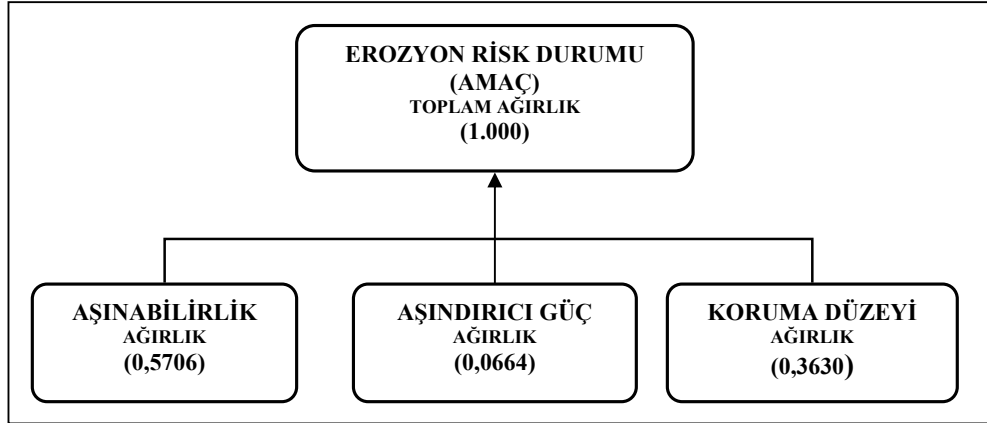 EROZYON RİSK DURUMU
(AMAÇ)
TOPLAM AĞIRLIK
(1.000)
AŞINABİLİRLİK
AĞIRLIK
(0,5706)
AŞINDIRICI GÜÇ
AĞIRLIK
(0,0664)
KORUMA DÜZEYİ
AĞIRLIK
(0,3630)